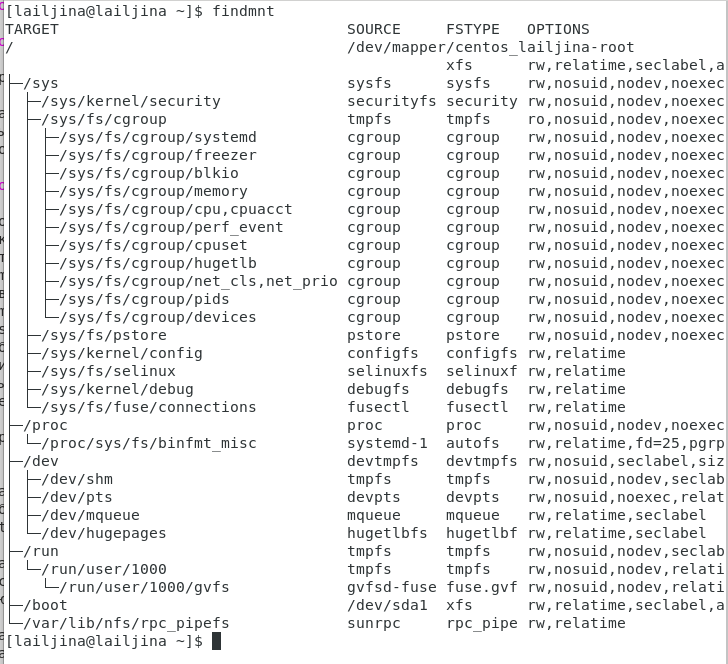 [lailjina@lailjina ~]$ findmnt
TARGET                                SOURCE     FSTYPE   OPTIONS
/                                     /dev/mapper/centos_lailjina-root
                                                 xfs      rw,relatime,seclabel,a
├─/sys                                sysfs      sysfs    rw,nosuid,nodev,noexec
│ ├─/sys/kernel/security              securityfs security rw,nosuid,nodev,noexec
│ ├─/sys/fs/cgroup                    tmpfs      tmpfs    ro,nosuid,nodev,noexec
│ │ ├─/sys/fs/cgroup/systemd          cgroup     cgroup   rw,nosuid,nodev,noexec
│ │ ├─/sys/fs/cgroup/freezer          cgroup     cgroup   rw,nosuid,nodev,noexec
│ │ ├─/sys/fs/cgroup/blkio            cgroup     cgroup   rw,nosuid,nodev,noexec
│ │ ├─/sys/fs/cgroup/memory           cgroup     cgroup   rw,nosuid,nodev,noexec
│ │ ├─/sys/fs/cgroup/cpu,cpuacct      cgroup     cgroup   rw,nosuid,nodev,noexec
│ │ ├─/sys/fs/cgroup/perf_event       cgroup     cgroup   rw,nosuid,nodev,noexec
│ │ ├─/sys/fs/cgroup/cpuset           cgroup     cgroup   rw,nosuid,nodev,noexec
│ │ ├─/sys/fs/cgroup/hugetlb          cgroup     cgroup   rw,nosuid,nodev,noexec
│ │ ├─/sys/fs/cgroup/net_cls,net_prio cgroup     cgroup   rw,nosuid,nodev,noexec
│ │ ├─/sys/fs/cgroup/pids             cgroup     cgroup   rw,nosuid,nodev,noexec
│ │ └─/sys/fs/cgroup/devices          cgroup     cgroup   rw,nosuid,nodev,noexec
│ ├─/sys/fs/pstore                    pstore     pstore   rw,nosuid,nodev,noexec
│ ├─/sys/kernel/config                configfs   configfs rw,relatime
│ ├─/sys/fs/selinux                   selinuxfs  selinuxf rw,relatime
│ ├─/sys/kernel/debug                 debugfs    debugfs  rw,relatime
│ └─/sys/fs/fuse/connections          fusectl    fusectl  rw,relatime
├─/proc                               proc       proc     rw,nosuid,nodev,noexec
│ └─/proc/sys/fs/binfmt_misc          systemd-1  autofs   rw,relatime,fd=25,pgrp
├─/dev                                devtmpfs   devtmpfs rw,nosuid,seclabel,siz
│ ├─/dev/shm                          tmpfs      tmpfs    rw,nosuid,nodev,seclab
│ ├─/dev/pts                          devpts     devpts   rw,nosuid,noexec,relat
│ ├─/dev/mqueue                       mqueue     mqueue   rw,relatime,seclabel
│ └─/dev/hugepages                    hugetlbfs  hugetlbf rw,relatime,seclabel
├─/run                                tmpfs      tmpfs    rw,nosuid,nodev,seclab
│ └─/run/user/1000                    tmpfs      tmpfs    rw,nosuid,nodev,relati
│   └─/run/user/1000/gvfs             gvfsd-fuse fuse.gvf rw,nosuid,nodev,relati
├─/boot                               /dev/sda1  xfs      rw,relatime,seclabel,a
└─/var/lib/nfs/rpc_pipefs             sunrpc     rpc_pipe rw,relatime
[lailjina@lailjina ~]$